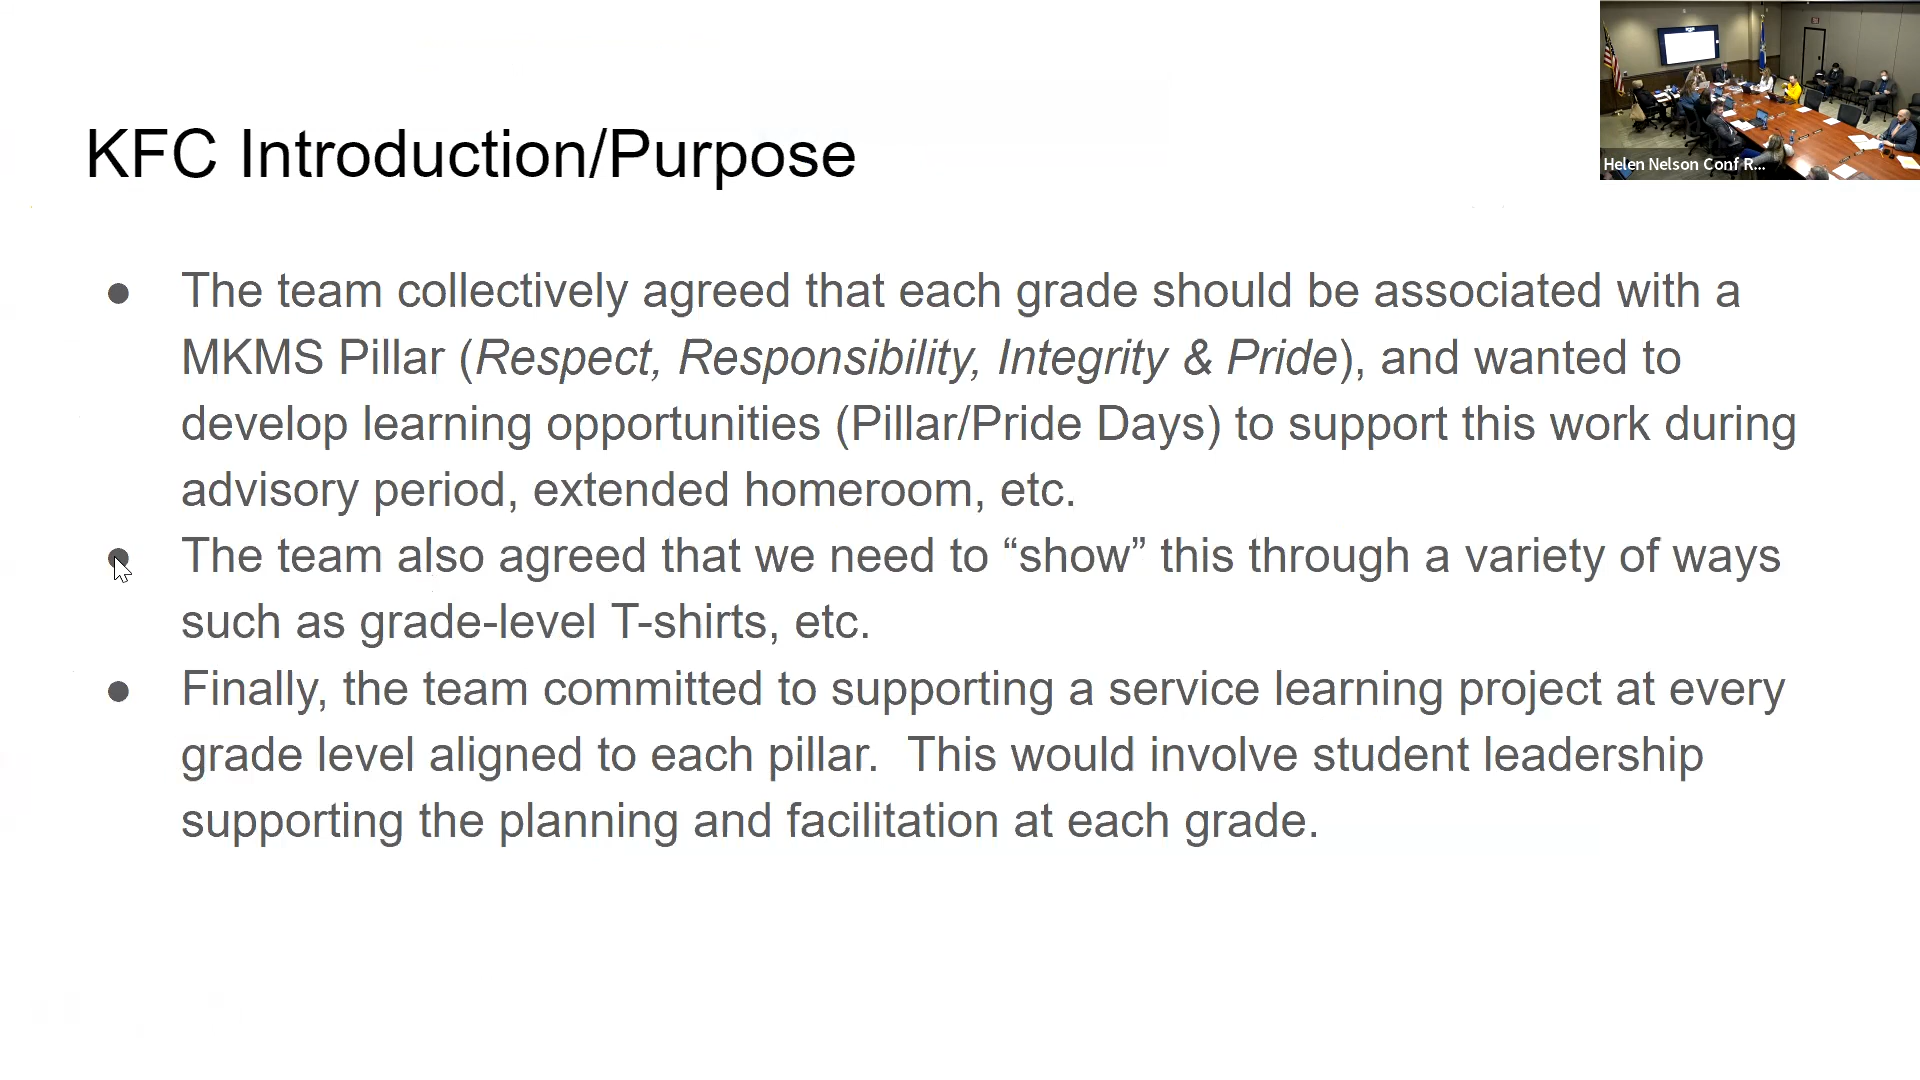 KFC Introduction/Purpose
Helen Nelson Conf R...
● The team collectively agreed that each grade should be associated with a
MKMS Pillar (Respect, Responsibility, Integrity & Pride), and wanted to
develop learning opportunities (Pillar/Pride Days) to support this work during
advisory period, extended homeroom, etc.
● The team also agreed that we need to “show” this through a variety of ways
such as grade-level T-shirts, etc.
● Finally, the team committed to supporting a service learning project at every
grade level aligned to each pillar.  This would involve student leadership
supporting the planning and facilitation at each grade.